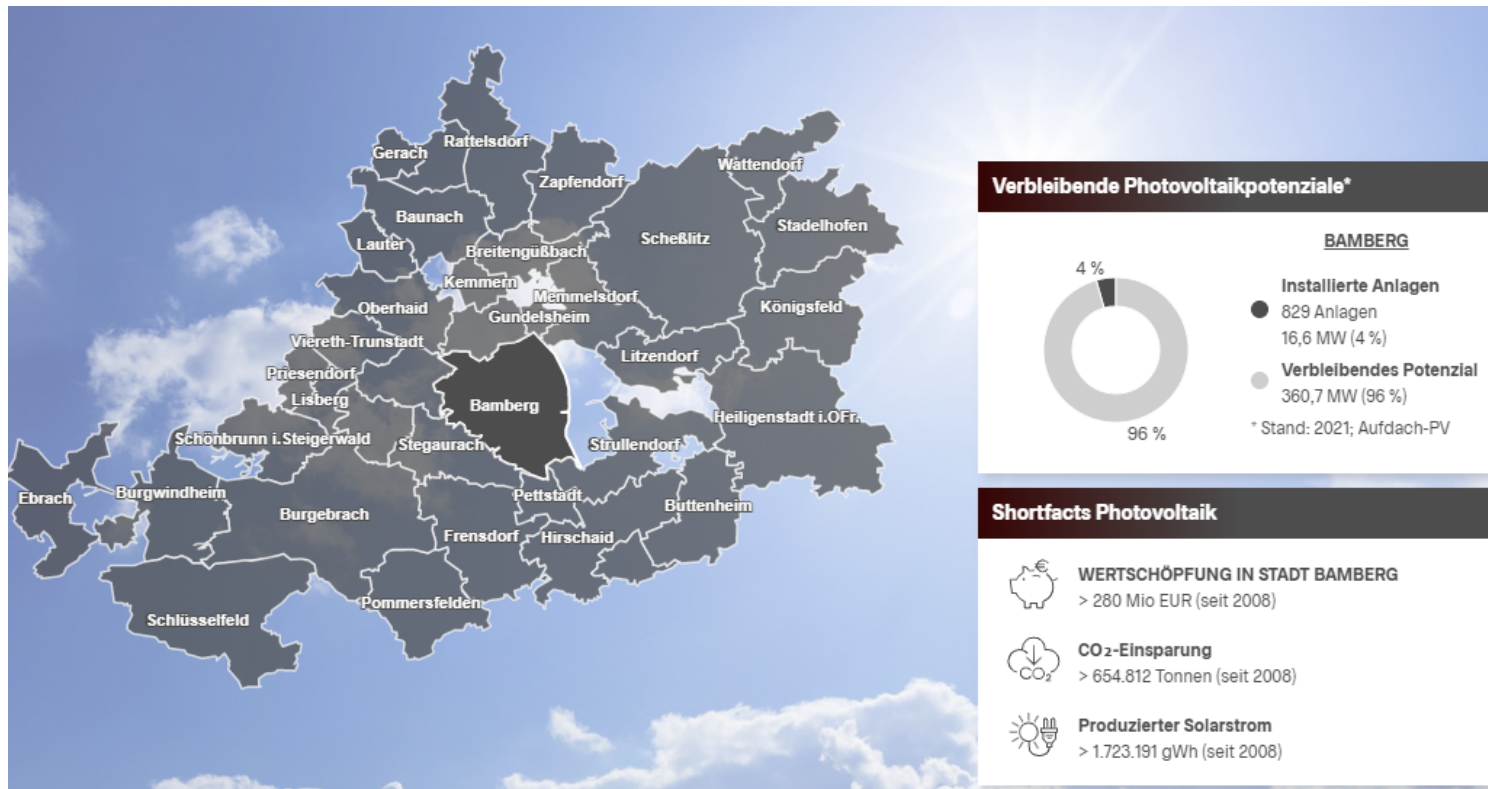 Rattelsdorf
Gerach
Wattendorf
Zapfendorf
Baunach
Stadelhofen
Scheßlitz
Lauter
Breitengüßbach
Kemmern
Memmelsdorf
Oberhaid
Königsfeld
Gundelsheim
Viereth-Trunstadt
Litzendorf
Priesendorf
Lisberg
Bamberg
Heiligenstadt i.OFr.
Schönbrunn i.Steigerwald
Stegaurach
Strullendorf
Ebrach
Burgwindheim
Pettstadt
Buttenheim
Burgebrach
Frensdorf
Hirschaid
Pommersfelden
Schlüsselfeld
Verbleibende Photovoltaikpotenziale*
BAMBERG
4 %
96 %
Installierte Anlagen
829 Anlagen
16,6 MW (4 %)
Verbleibendes Potenzial
360,7 MW (96 %)
* Stand: 2021; Aufdach-PV
Shortfacts Photovoltaik
€
WERTSCHÖPFUNG IN STADT BAMBERG
> 280 Mio EUR (seit 2008)
CO₂
CO₂-Einsparung
> 654.812 Tonnen (seit 2008)
Produzierter Solarstrom
> 1.723.191 gWh (seit 2008)